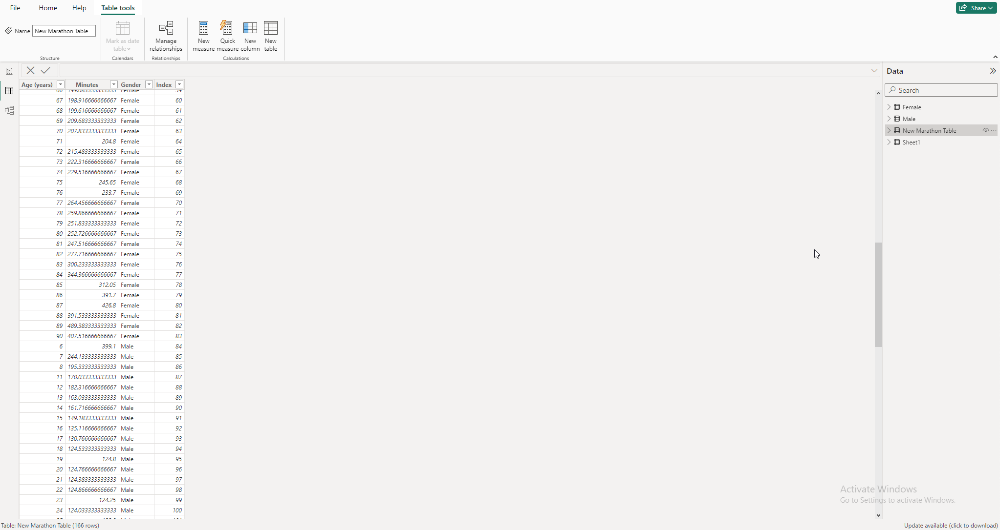 File Home Help Table tools Share
Name New Marathon Table
Mark as date table
Manage relationships
New measure
Quick measure
New column
New table
Structure Calendars Relationships Calculations
Data
Search
Female
Male
New Marathon Table
Sheet1
Age (years) Minutes Gender Index
66 199.083333333333 Female 59
67 198.916666666667 Female 60
68 199.616666666667 Female 61
69 209.683333333333 Female 62
70 207.833333333333 Female 63
71 204.8 Female 64
72 215.483333333333 Female 65
73 222.316666666667 Female 66
74 229.516666666667 Female 67
75 245.65 Female 68
76 233.7 Female 69
77 264.456666666667 Female 70
78 259.866666666667 Female 71
79 251.833333333333 Female 72
80 252.726666666667 Female 73
81 247.516666666667 Female 74
82 277.716666666667 Female 75
83 300.233333333333 Female 76
84 344.366666666667 Female 77
85 312.05 Female 78
86 391.7 Female 79
87 426.8 Female 80
88 391.533333333333 Female 81
89 489.383333333333 Female 82
90 407.516666666667 Female 83
6 399.1 Male 84
7 244.133333333333 Male 85
8 195.333333333333 Male 86
11 170.033333333333 Male 87
12 182.316666666667 Male 88
13 163.033333333333 Male 89
14 161.716666666667 Male 90
15 149.183333333333 Male 91
16 135.116666666667 Male 92
17 130.766666666667 Male 93
18 124.533333333333 Male 94
19 124.8 Male 95
20 124.766666666667 Male 96
21 124.383333333333 Male 97
22 124.866666666667 Male 98
23 124.25 Male 99
24 124.033333333333 Male 100
Activate Windows
Go to Settings to activate Windows.
Table: New Marathon Table (166 rows)
Update available (click to download)